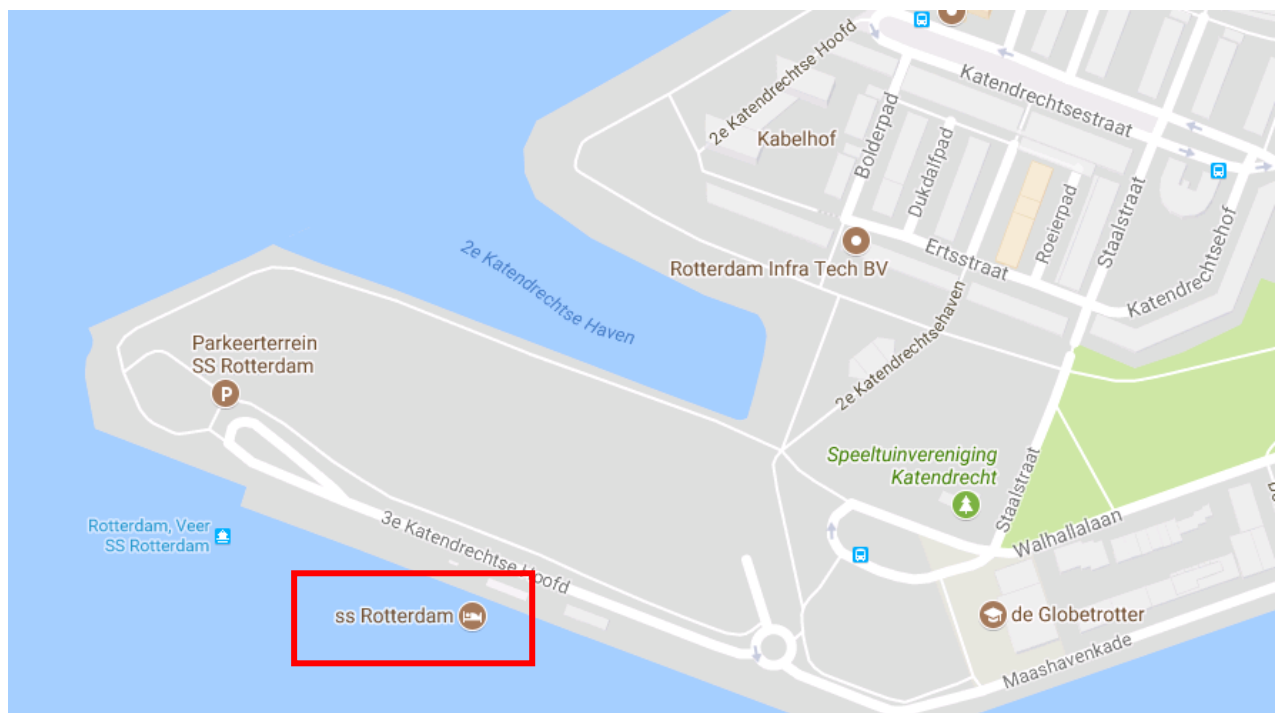 2e Katendrechtse Hoofd
Katendrechtsestraat
Kabelhof
Bolderpad
Dukdalfpad
Roeierpad
Staalstraat
Katendrechtsehof
Ertsstraat
Rotterdam Infra Tech BV
2e Katendrechtse Haven
2e Katendrechtsehaven
Parkeerterrein
SS Rotterdam
P
Speeltuinvereniging
Katendrecht
Staalstraat
Walhallalaan
Rotterdam, Veer
SS Rotterdam
3e Katendrechtse Hoofd
ss Rotterdam
de Globetrotter
Maashavenkade